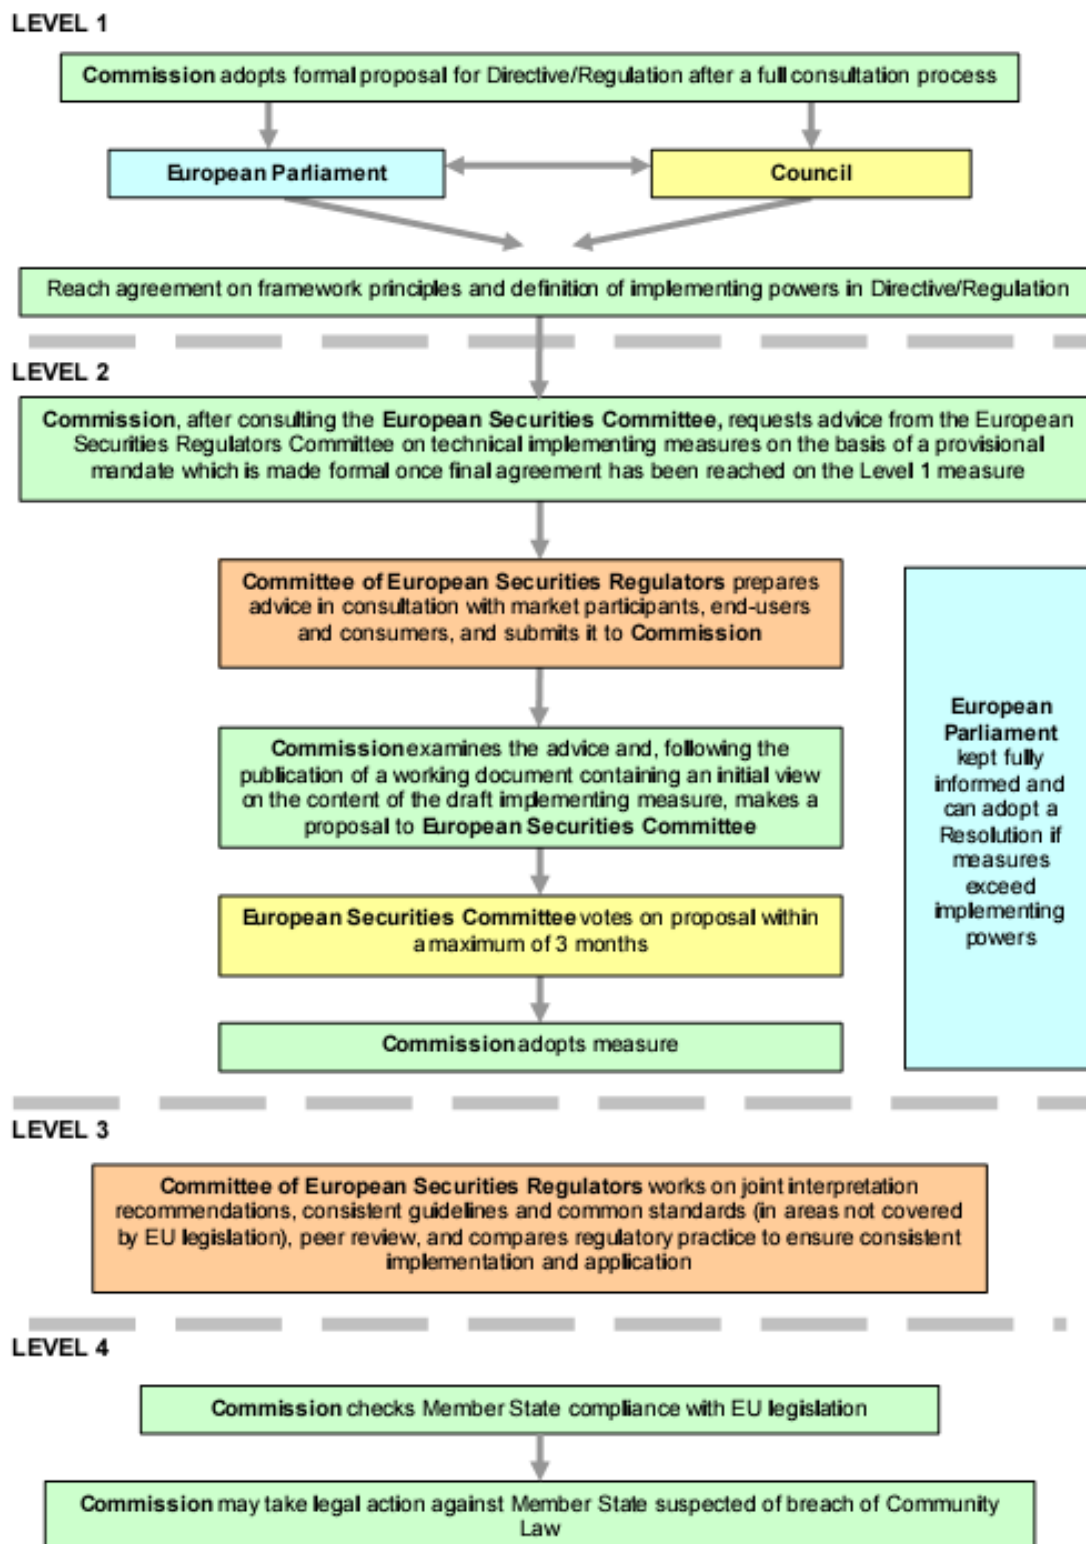 LEVEL 1
Commission adopts formal proposal for Directive/Regulation after a full consultation process
European Parliament
Council
Reach agreement on framework principles and definition of implementing powers in Directive/Regulation
LEVEL 2
Commission, after consulting the European Securities Committee, requests advice from the European
Securities Regulators Committee on technical implementing measures on the basis of a provisional
mandate which is made formal once final agreement has been reached on the Level 1 measure
Committee of European Securities Regulators prepares
advice in consultation with market participants, end-users
and consumers, and submits it to Commission
Commission examines the advice and, following the
publication of a working document containing an initial view
on the content of the draft implementing measure, makes a
proposal to European Securities Committee
European Securities Committee votes on proposal within
a maximum of 3 months
Commission adopts measure
European
Parliament
kept fully
informed and
can adopt a
Resolution if
measures
exceed
implementing
powers
LEVEL 3
Committee of European Securities Regulators works on joint interpretation
recommendations, consistent guidelines and common standards (in areas not covered
by EU legislation), peer review, and compares regulatory practice to ensure consistent
implementation and application
LEVEL 4
Commission checks Member State compliance with EU legislation
Commission may take legal action against Member State suspected of breach of Community
Law